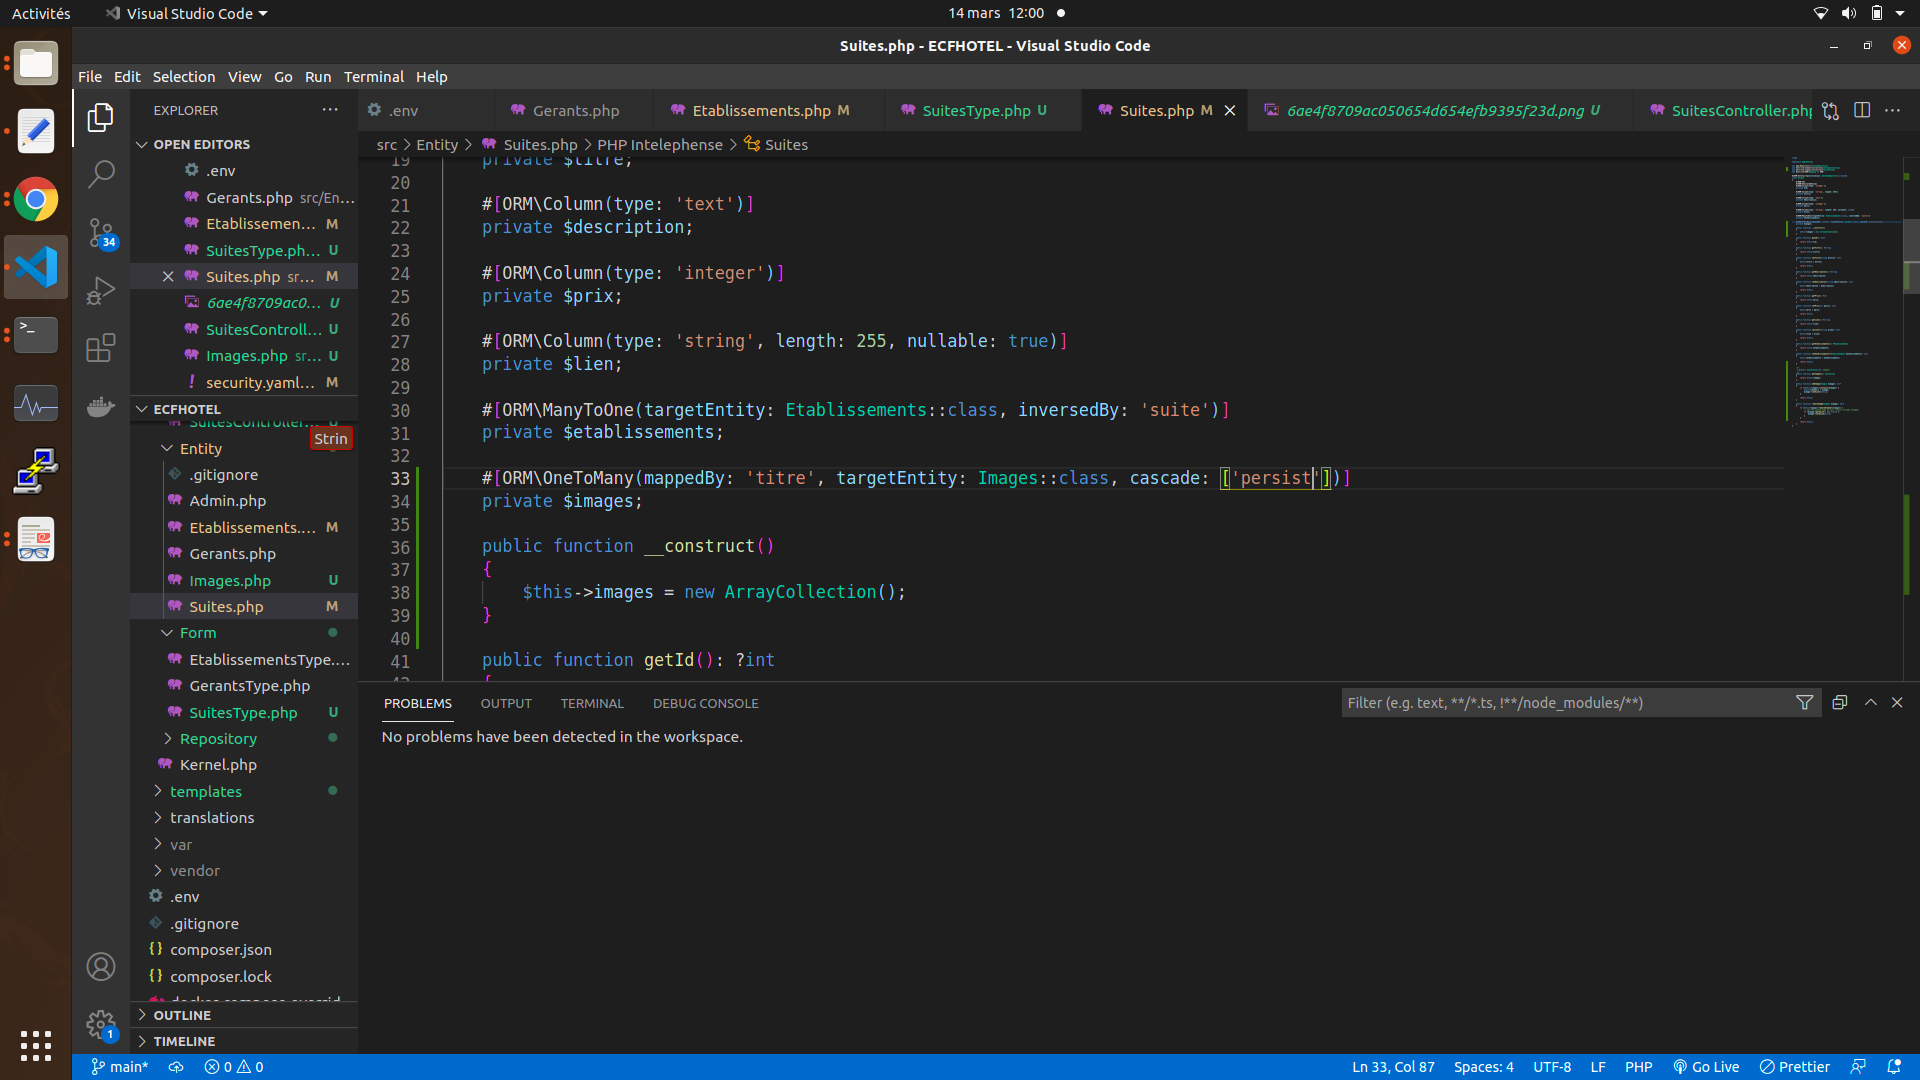 Activités
Visual Studio Code
14 mars 12:00
Suites.php - ECFHOTEL - Visual Studio Code
File Edit Selection View Go Run Terminal Help
EXPLORER
.env
Gerants.php
Etablissements.php M
SuitesType.php U
Suites.php M
6ae4f8709ac050654d654efb9395f23d.png U
SuitesController.php
src > Entity > Suites.php > PHP Intelephense > Suites
OPEN EDITORS
.env
Gerants.php src/En...
Etablissemen... M
SuitesType.ph... U
Suites.php sr... M
6ae4f8709ac0... U
SuitesControll... U
Images.php sr... U
security.yaml... M
ECFHOTEL
SuitesController... U
Strin
Entity
.gitignore
Admin.php
Etablissements.... M
Gerants.php
Images.php U
Suites.php M
Form
EtablissementsType....
GerantsType.php
SuitesType.php U
Repository
Kernel.php
templates
translations
var
vendor
.env
.gitignore
composer.json
composer.lock
OUTLINE
TIMELINE
19 private $titre;
20
21 #[ORM\Column(type: 'text')]
22 private $description;
23
24 #[ORM\Column(type: 'integer')]
25 private $prix;
26
27 #[ORM\Column(type: 'string', length: 255, nullable: true)]
28 private $lien;
29
30 #[ORM\ManyToOne(targetEntity: Etablissements::class, inversedBy: 'suite')]
31 private $etablissements;
32
33 #[ORM\OneToMany(mappedBy: 'titre', targetEntity: Images::class, cascade: ['persist'])]
34 private $images;
35
36 public function __construct()
37 {
38 $this->images = new ArrayCollection();
39 }
40
41 public function getId(): ?int
{
PROBLEMS OUTPUT TERMINAL DEBUG CONSOLE
Filter (e.g. text, **/*.ts, !**/node_modules/**)
No problems have been detected in the workspace.
34
1
main* 0 0
Ln 33, Col 87 Spaces: 4 UTF-8 LF PHP Go Live Prettier